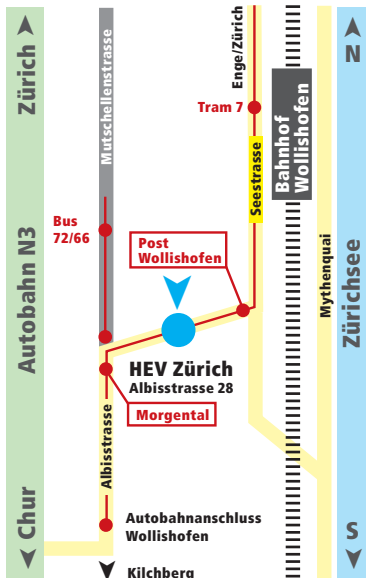 Zürich
Autobahn N3
Chur
Mutschellenstrasse
Enge/Zürich
Tram 7
Seestrasse
Bahnhof
Wollishofen
N
Zürichsee
Mythenquai
S
Bus
72/66
Post
Wollishofen
HEV Zürich
Albisstrasse 28
Morgental
Albisstrasse
Autobahnanschluss
Wollishofen
Kilchberg